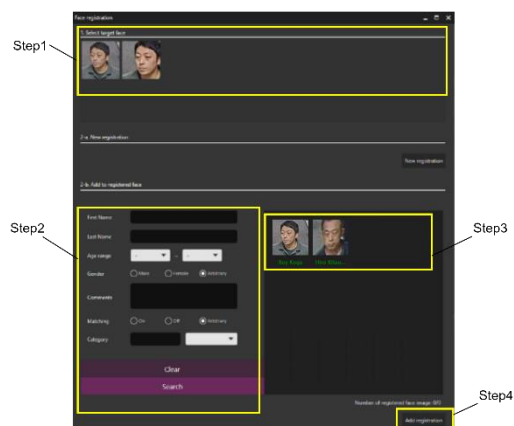 Face registration
Step1
1. Select target face
2-a. New registration
New registration
2-b. Add to registered face
Step2
First Name
Last Name
Age range
-
-
-
Gender
Male
Female
Arbitrary
Comments
Matching
On
Off
Arbitrary
Category
Clear
Search
Step3
Number of registered face image: 0/5
Step4
Add registration